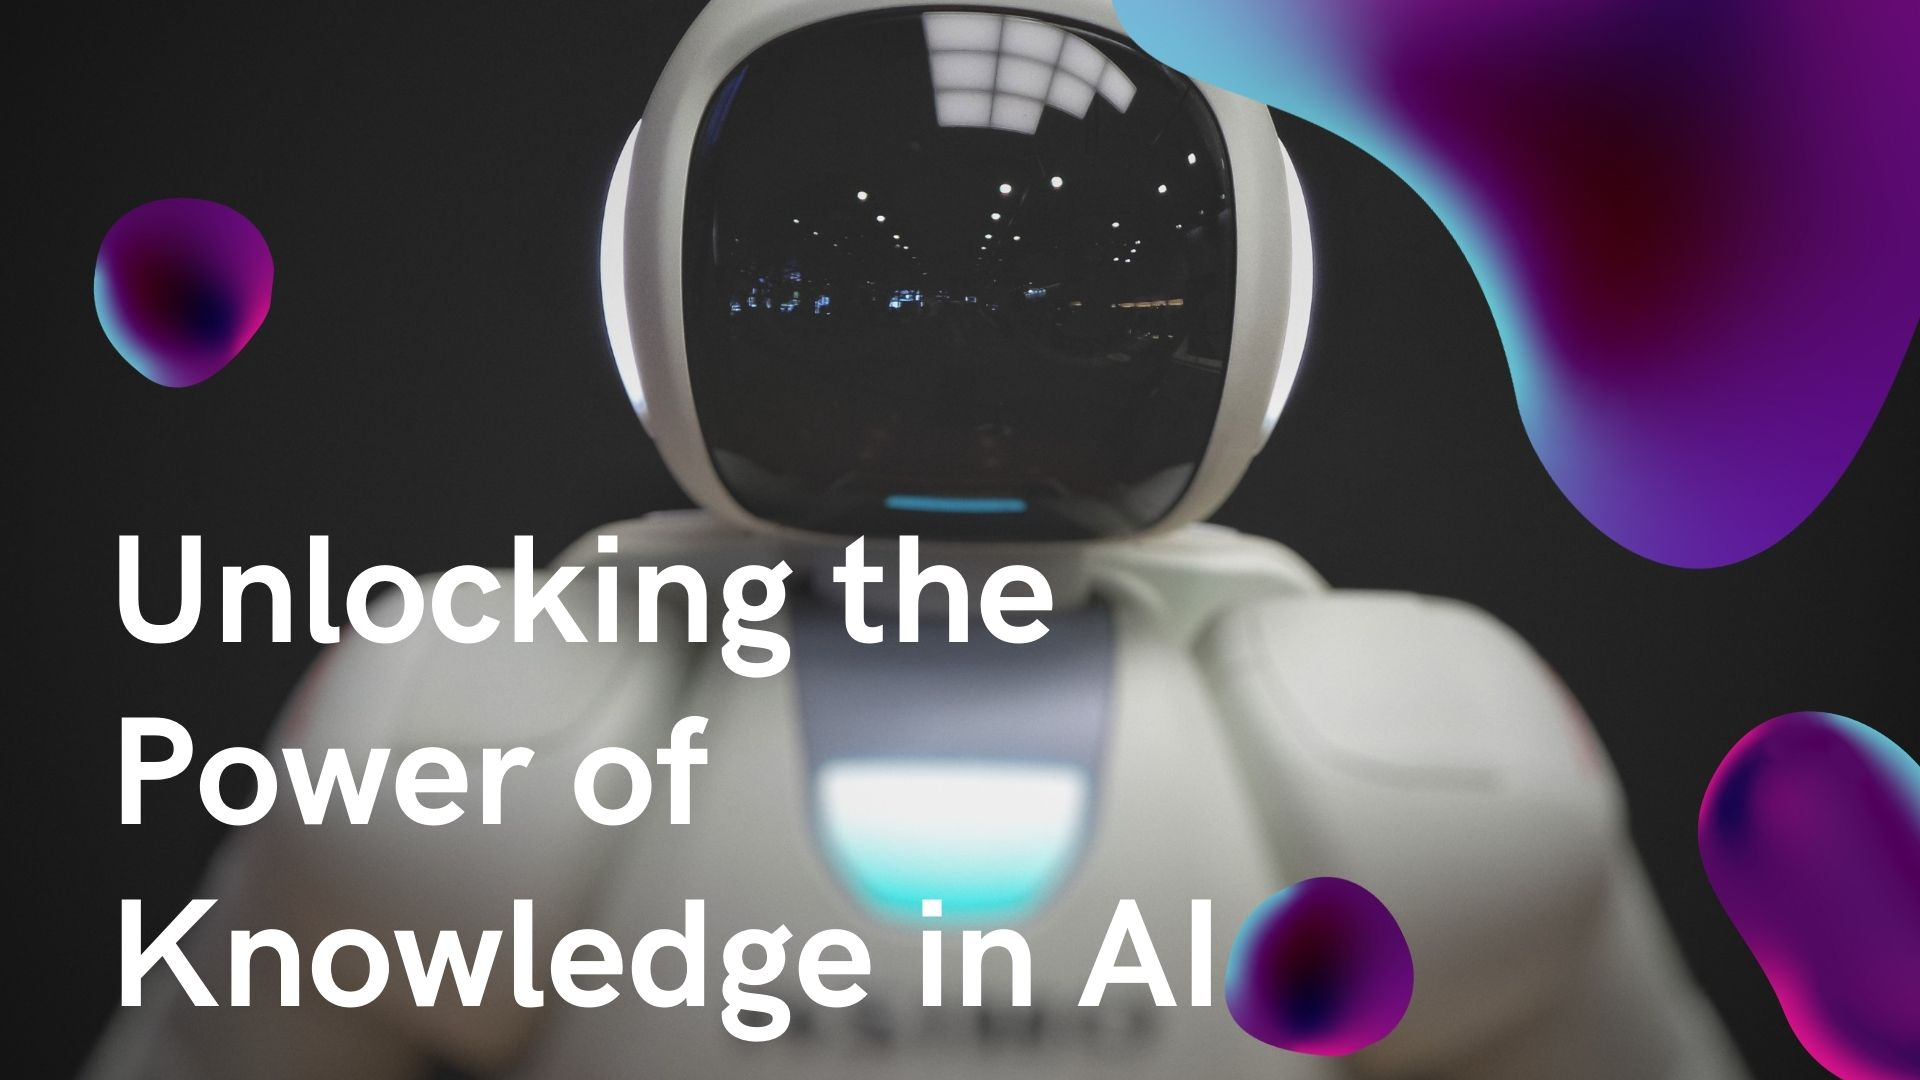 Unlocking the
Power of
Knowledge in AI